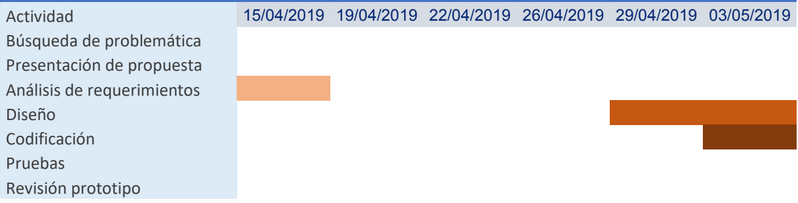 Actividad 15/04/2019 19/04/2019 22/04/2019 26/04/2019 29/04/2019 03/05/2019
Búsqueda de problemática
Presentación de propuesta
Análisis de requerimientos
Diseño
Codificación
Pruebas
Revisión prototipo